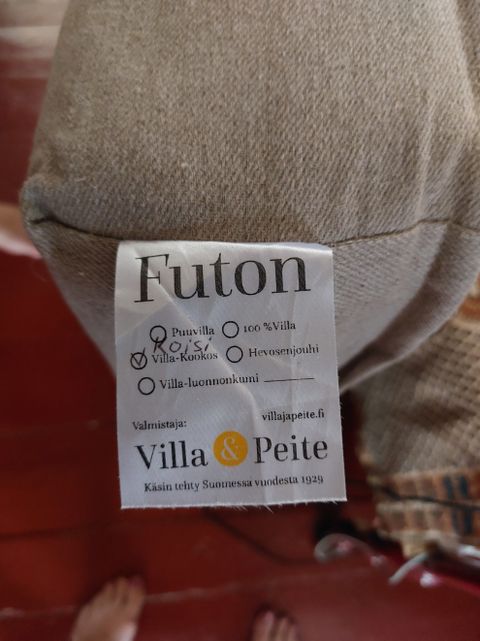 Futon
Puuvilla 100 %Villa
Roisi
Villa-Kookos Hevosenjouhi
Villa-luonnonkumi
Valmistaja: villajapeite.fi
Villa & Peite
Käsin tehty Suomessa vuodesta 1929